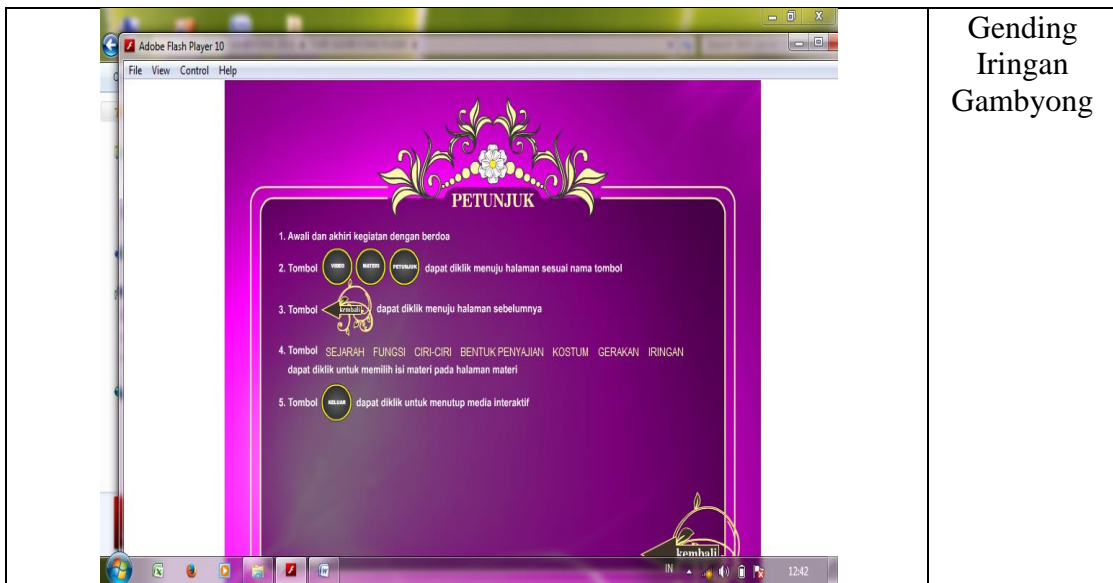 Adobe Flash Player 10
File View Control Help
PETUNJUK
1. Awali dan akhiri kegiatan dengan berdoa
2. Tombol VIDEO MATERI PETUNJUK dapat diklik menuju halaman sesuai nama tombol
3. Tombol kembali dapat diklik menuju halaman sebelumnya
4. Tombol SEJARAH FUNGSI CIRI-CIRI BENTUK PENYAJIAN KOSTUM GERAKAN IRINGAN
dapat diklik untuk memilih isi materi pada halaman materi
5. Tombol KELUAR dapat diklik untuk menutup media interaktif
kembali
IN 12:42
Gending
Iringan
Gambyong